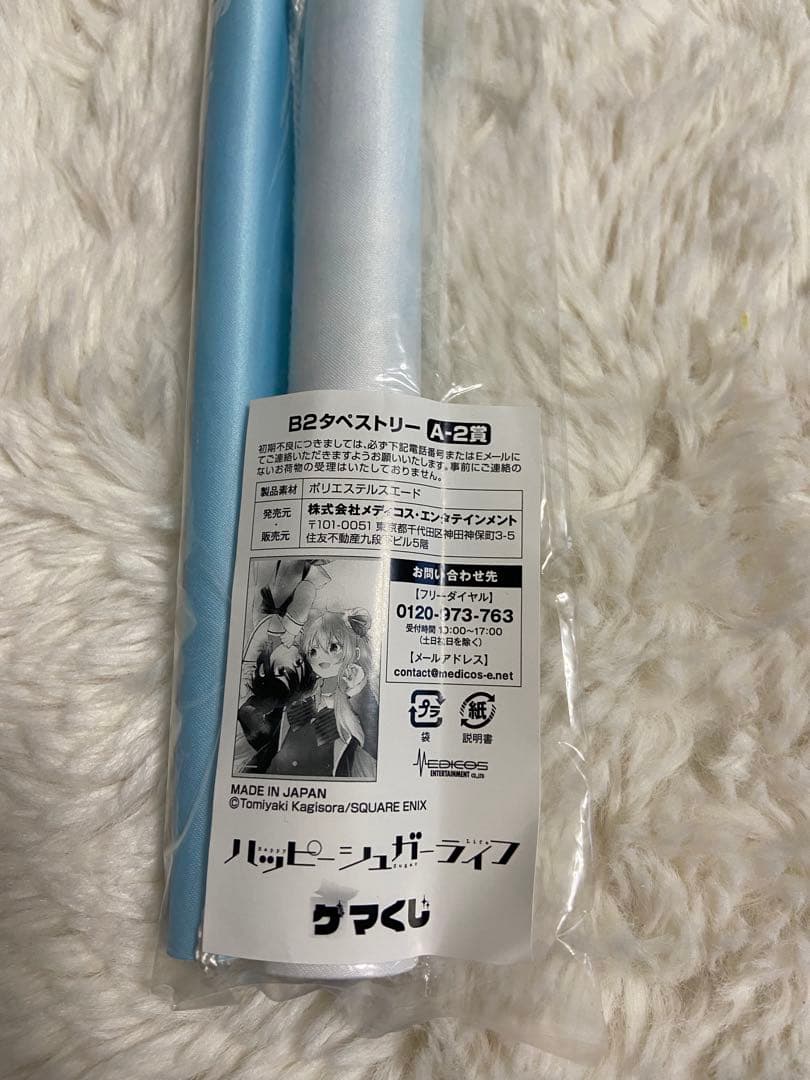 B2タペストリー A-2賞
初期不良につきましては、必ず下記電話番号またはEメールに
てご連絡いただきますようお願いいたします。事前にご連絡の
ないお荷物の受理はいたしておりません。
製品素材 ポリエステルスエード
発売元・販売元 株式会社メディコス・エンタテインメント
〒101-0051 東京都千代田区神田神保町3-5
住友不動産九段下ビル5階
お問い合わせ先
【フリーダイヤル】
0120-973-763
受付時間 10:00〜17:00
(土日祝日を除く)
【メールアドレス】
contact@medicos-e.net
プラ 紙
袋 説明書
MEDICOS
ENTERTAINMENT CO.,LTD
MADE IN JAPAN
©Tomiyaki Kagisora/SQUARE ENIX
ハッピーシュガーライフ
Happy Sugar Life
ゲマくじ